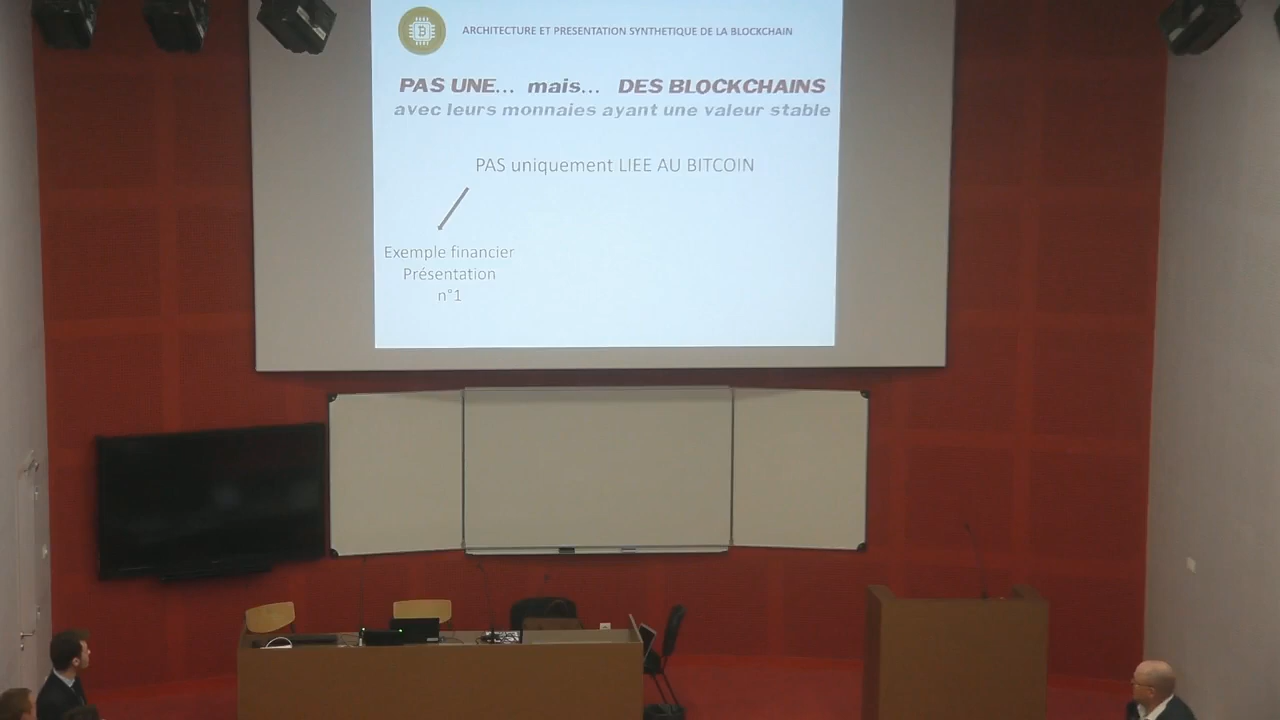 ARCHITECTURE ET PRESENTATION SYNTHETIQUE DE LA BLOCKCHAIN
PAS UNE... mais... DES BLOCKCHAINS
avec leurs monnaies ayant une valeur stable
PAS uniquement LIEE AU BITCOIN
Exemple financier
Présentation
n°1